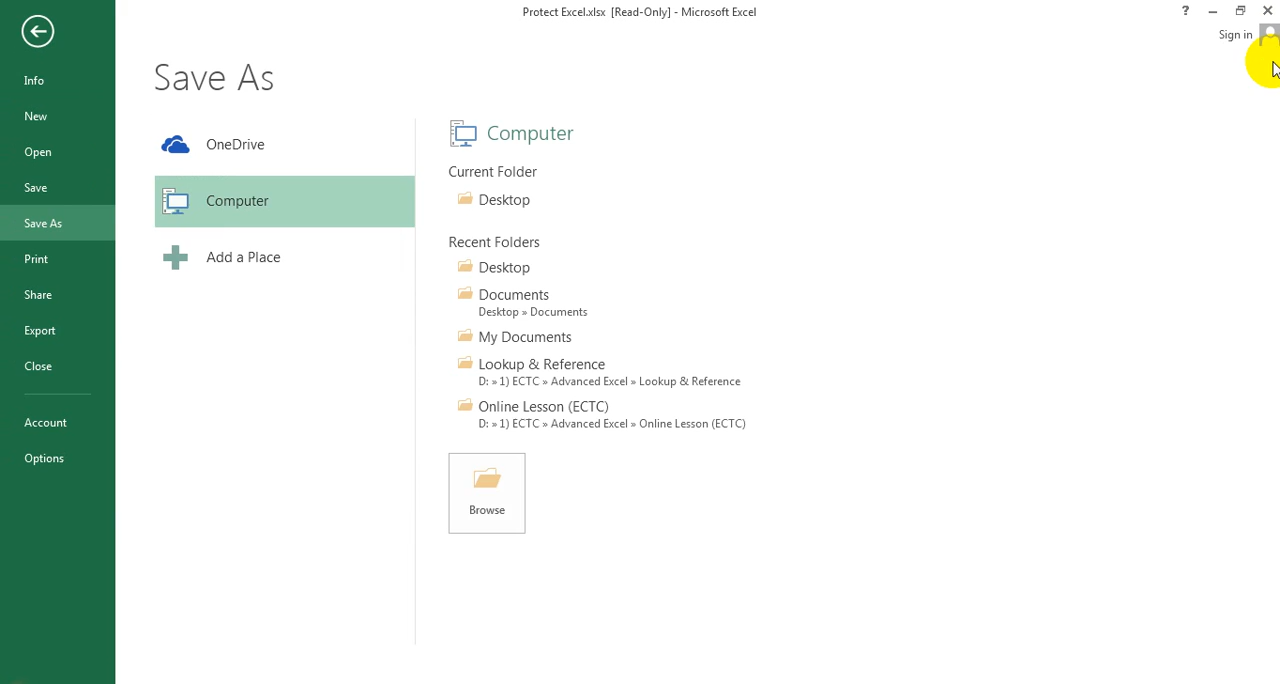 Protect Excel.xlsx  [Read-Only] - Microsoft Excel
?
Sign in
Info
New
Open
Save
Save As
Print
Share
Export
Close
Account
Options
Save As
OneDrive
Computer
Add a Place
Computer
Current Folder
Desktop
Recent Folders
Desktop
Documents
Desktop » Documents
My Documents
Lookup & Reference
D: » 1) ECTC » Advanced Excel » Lookup & Reference
Online Lesson (ECTC)
D: » 1) ECTC » Advanced Excel » Online Lesson (ECTC)
Browse